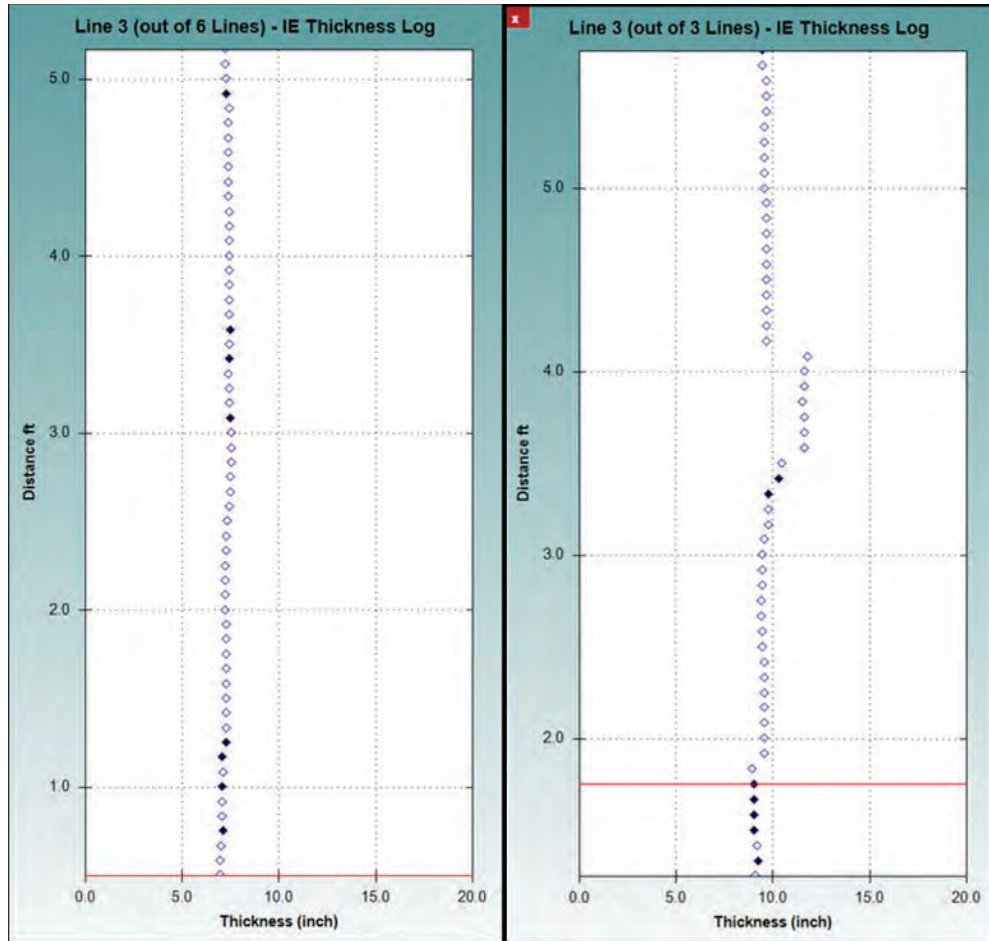 Line 3 (out of 6 Lines) - IE Thickness Log
5.0
4.0
3.0
2.0
1.0
Distance ft
0.0 5.0 10.0 15.0 20.0
Thickness (inch)
x
Line 3 (out of 3 Lines) - IE Thickness Log
5.0
4.0
3.0
2.0
Distance ft
0.0 5.0 10.0 15.0 20.0
Thickness (inch)